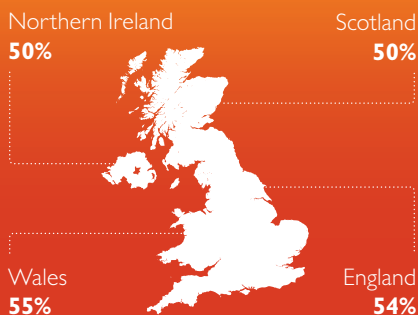 Northern Ireland
50%
Scotland
50%
Wales
55%
England
54%